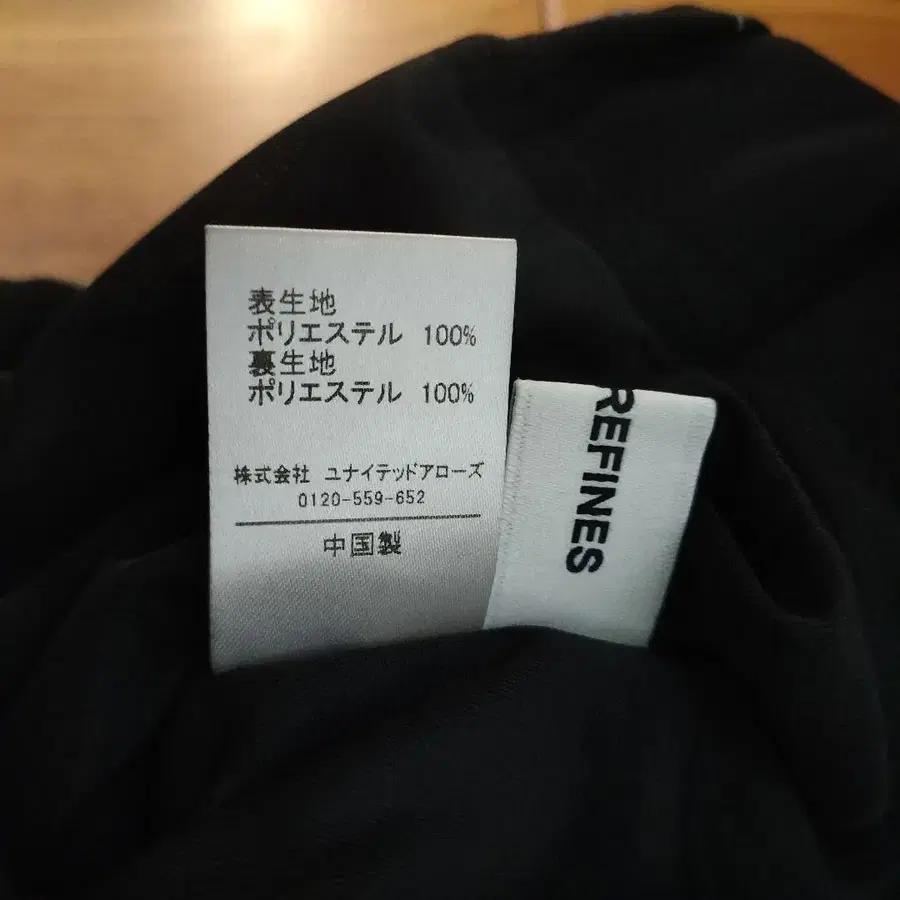 表生地
ポリエステル 100%
裏生地
ポリエステル 100%
株式会社 ユナイテッドアローズ
0120-559-652
中国製
REFINES